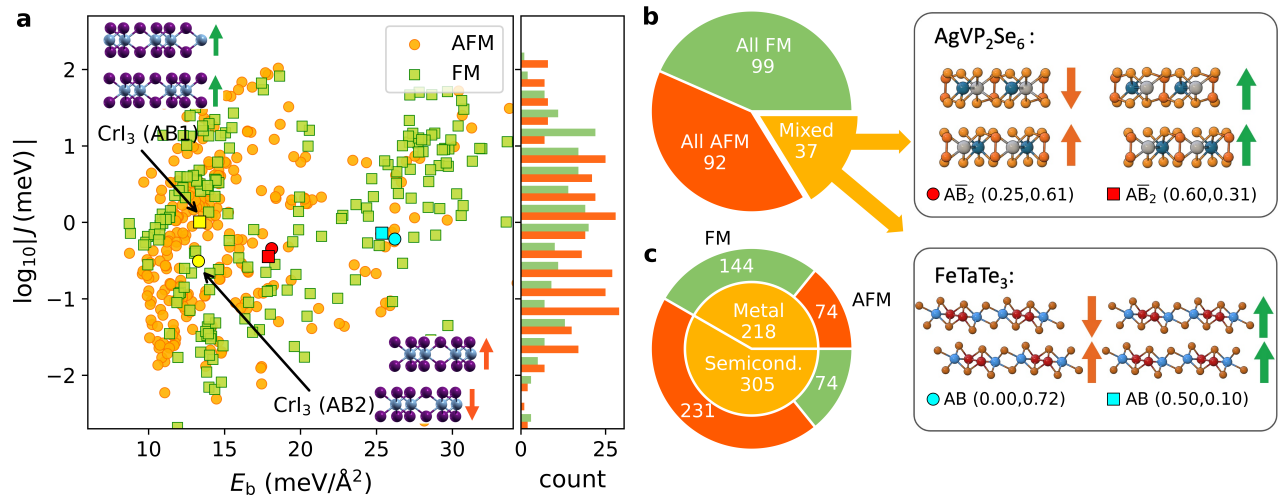 a
AFM
FM
CrI₃ (AB1)
CrI₃ (AB2)
log₁₀|J (meV)|
2
1
0
−1
−2
10
15
20
25
30
E_b (meV/Å²)
0
25
count
b
All FM
99
All AFM
92
Mixed
37
AgVP₂Se₆:
AB̅₂ (0.25,0.61)
AB̅₂ (0.60,0.31)
c
FM
AFM
144
74
74
231
Metal
218
Semicond.
305
FeTaTe₃:
AB (0.00,0.72)
AB (0.50,0.10)